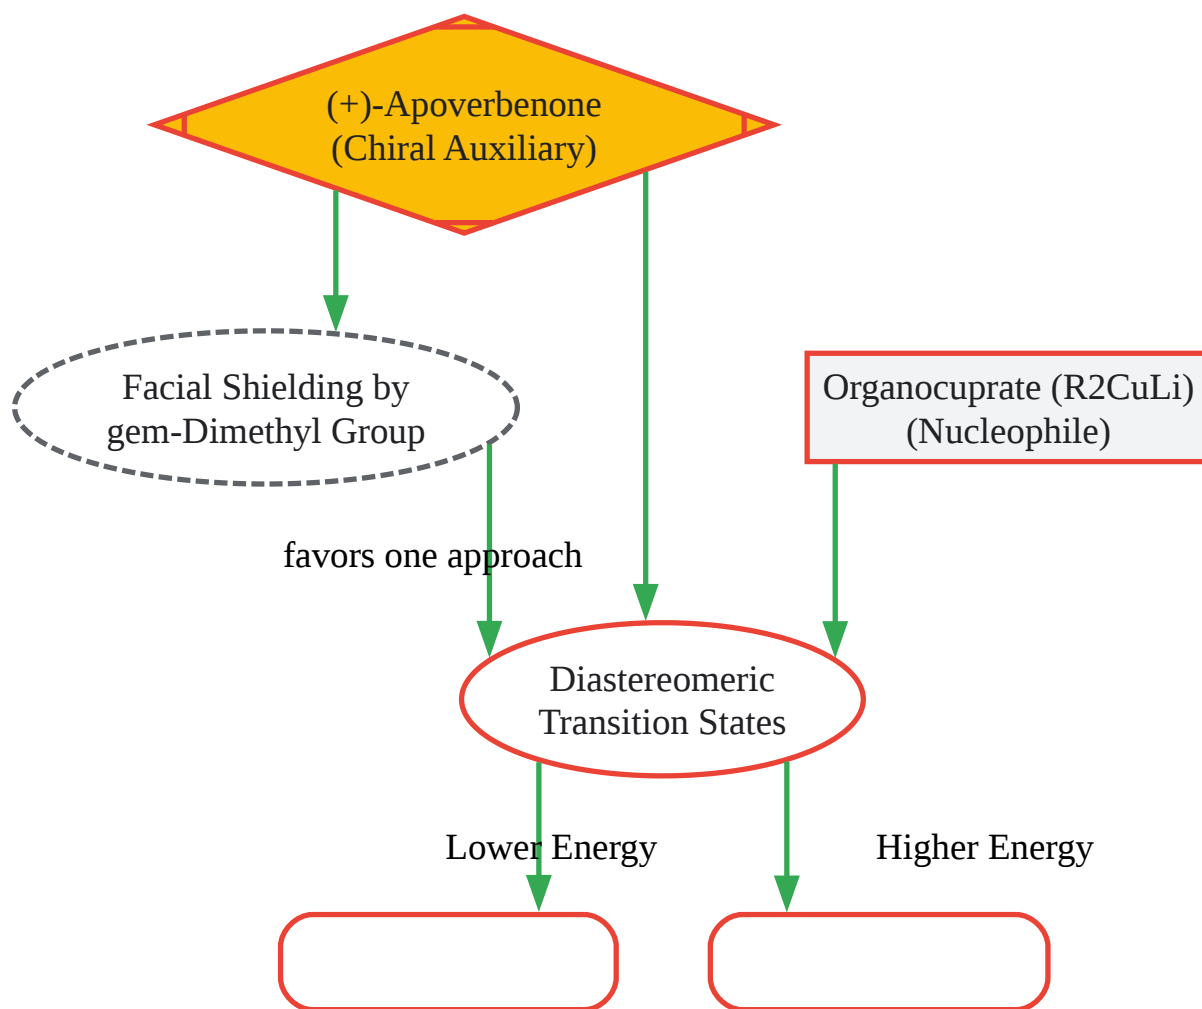 (+)-Apoverbenone
(Chiral Auxiliary)
Facial Shielding by
gem-Dimethyl Group
Organocuprate (R2CuLi)
(Nucleophile)
favors one approach
Diastereomeric
Transition States
Lower Energy
Higher Energy